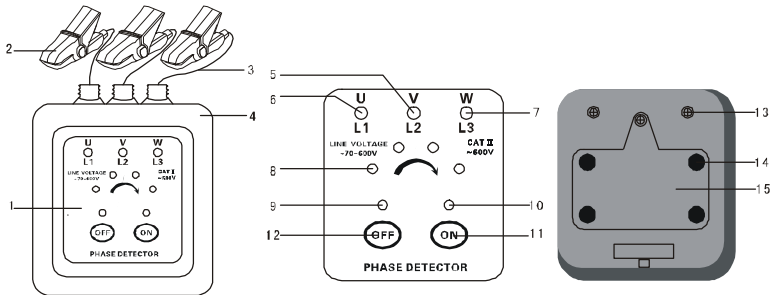 2
3
4
U V W
L1 L2 L3
LINE VOLTAGE
~70-600V
CAT II
~600V
1
OFF ON
PHASE DETECTOR
5
6
7
U V W
L1 L2 L3
LINE VOLTAGE
~70-600V
CAT II
~600V
8
9
10
12
11
OFF ON
PHASE DETECTOR
13
14
15